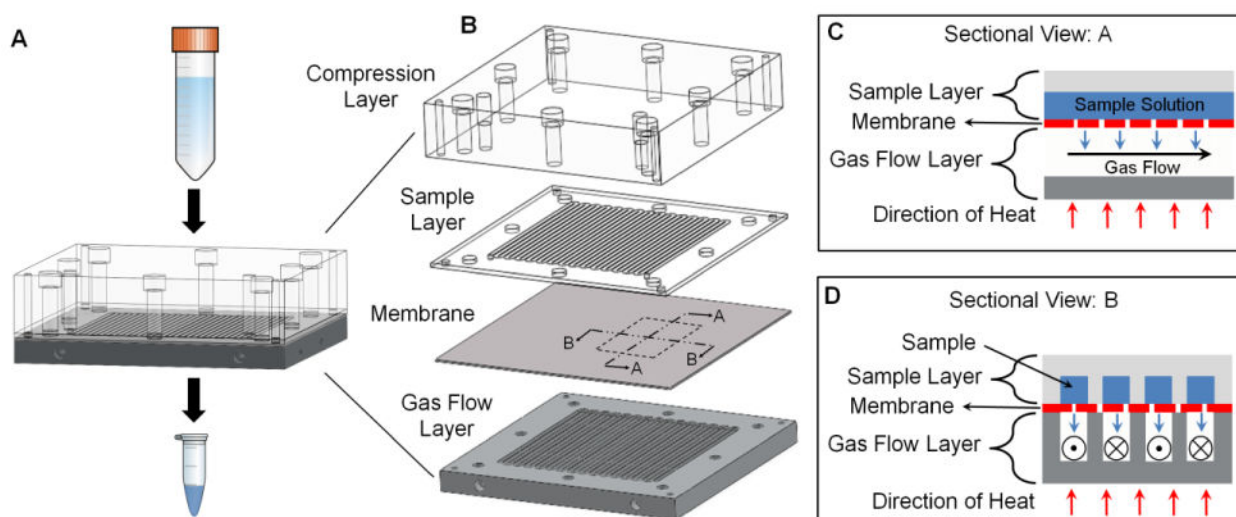 A
B
Compression
Layer
Sample
Layer
Membrane
A
B
B
A
Gas Flow
Layer
C
Sectional View: A
Sample Layer
Sample Solution
Membrane
Gas Flow Layer
Gas Flow
Direction of Heat
D
Sectional View: B
Sample
Sample Layer
Membrane
Gas Flow Layer
Direction of Heat